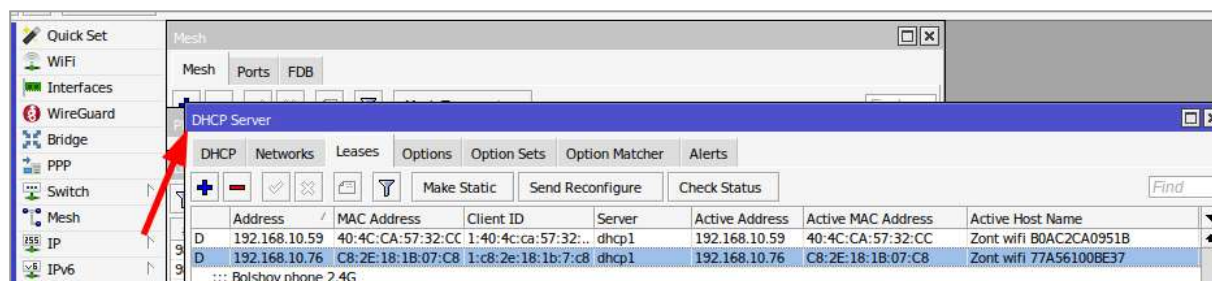 Quick Set
WiFi
Interfaces
WireGuard
Bridge
PPP
Switch
Mesh
255 IP
v6 IPv6
Mesh
Mesh Ports FDB
DHCP Server
DHCP Networks Leases Options Option Sets Option Matcher Alerts
Make Static Send Reconfigure Check Status Find
Address / MAC Address Client ID Server Active Address Active MAC Address Active Host Name
D 192.168.10.59 40:4C:CA:57:32:CC 1:40:4c:ca:57:32:.. dhcp1 192.168.10.59 40:4C:CA:57:32:CC Zont wifi B0AC2CA0951B
D 192.168.10.76 C8:2E:18:1B:07:C8 1:c8:2e:18:1b:7:c8 dhcp1 192.168.10.76 C8:2E:18:1B:07:C8 Zont wifi 77A56100BE37
::: Bolshoy phone 2.4G